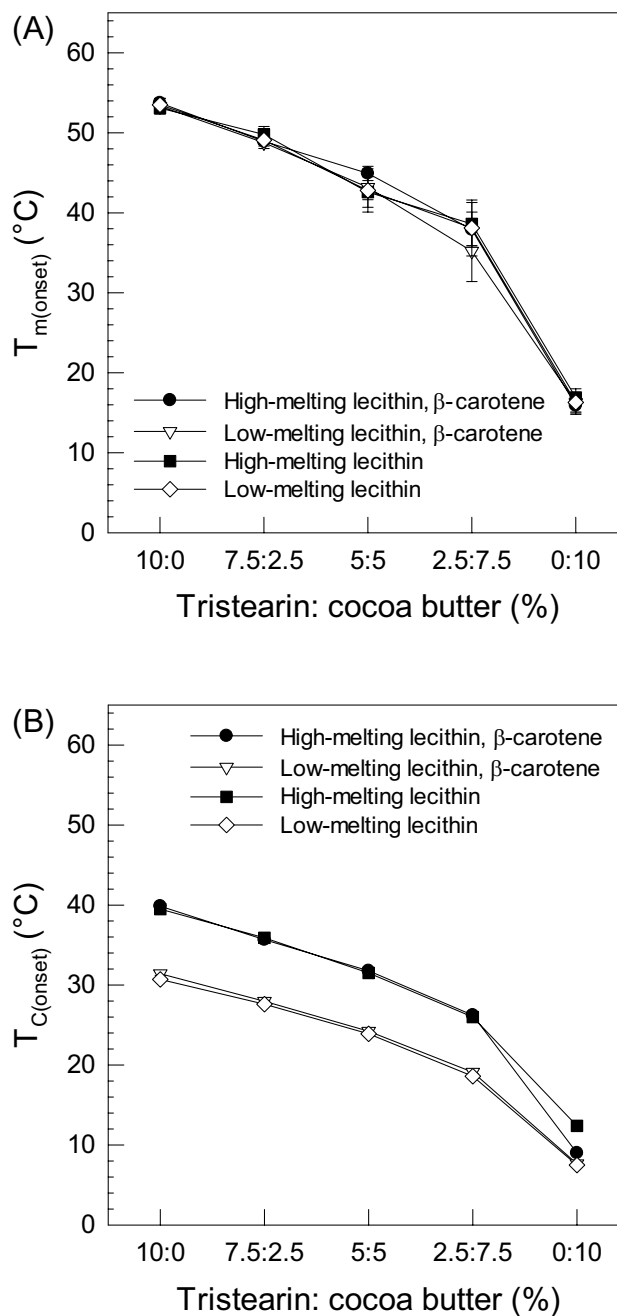 (A)
60
50
40
30
20
10
0
T_m(onset) (°C)
High-melting lecithin, β-carotene
Low-melting lecithin, β-carotene
High-melting lecithin
Low-melting lecithin
10:0 7.5:2.5 5:5 2.5:7.5 0:10
Tristearin: cocoa butter (%)
(B)
60
50
40
30
20
10
0
T_C(onset) (°C)
High-melting lecithin, β-carotene
Low-melting lecithin, β-carotene
High-melting lecithin
Low-melting lecithin
10:0 7.5:2.5 5:5 2.5:7.5 0:10
Tristearin: cocoa butter (%)